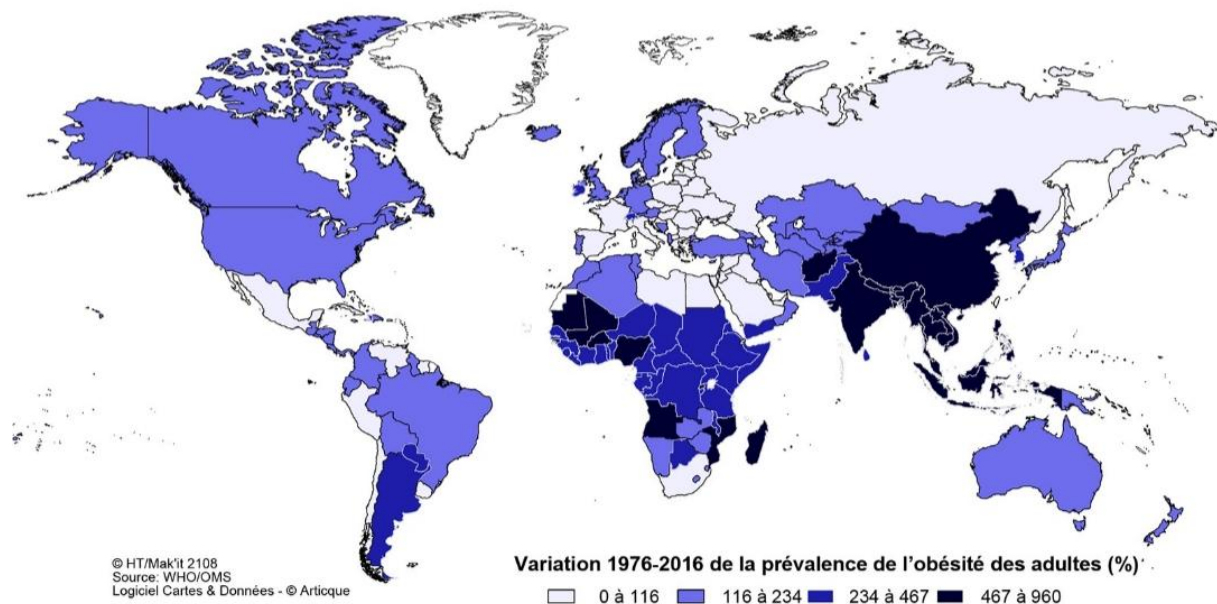 © HT/Mak'it 2108
Source: WHO/OMS
Logiciel Cartes & Données - © Articque
Variation 1976-2016 de la prévalence de l'obésité des adultes (%)
0 à 116 116 à 234 234 à 467 467 à 960